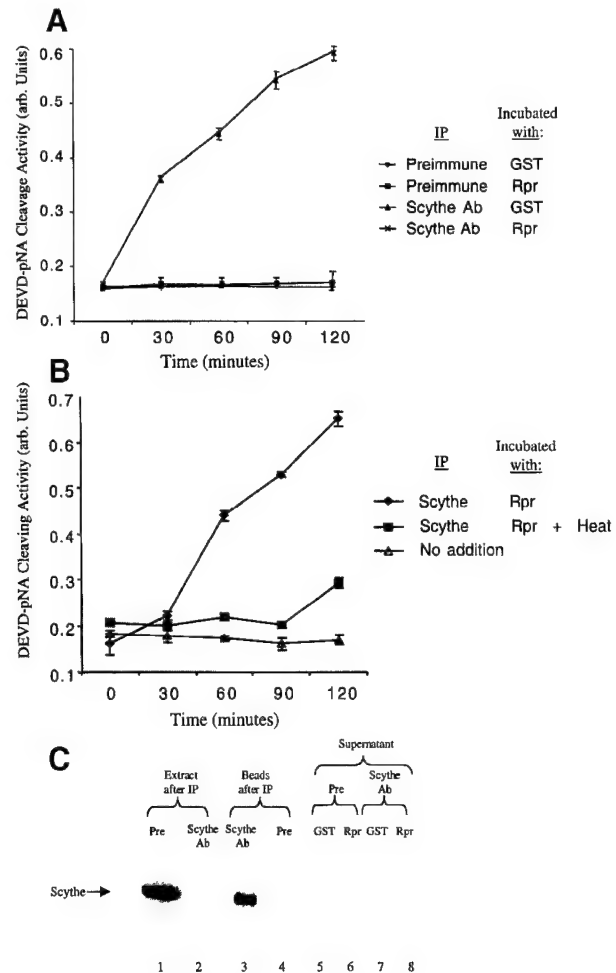 A
DEVD-pNA Cleavage Activity (arb. Units)
0.6
0.5
0.4
0.3
0.2
0.1
0 30 60 90 120
Time (minutes)
IP Incubated with:
Preimmune GST
Preimmune Rpr
Scythe Ab GST
Scythe Ab Rpr
B
DEVD-pNA Cleaving Activity (arb. Units)
0.7
0.6
0.5
0.4
0.3
0.2
0.1
0 30 60 90 120
Time (minutes)
IP Incubated with:
Scythe Rpr
Scythe Rpr + Heat
No addition
C
Supernatant
Extract after IP
Beads after IP
Pre
Scythe Ab
Pre
Scythe Ab
Scythe Ab
Pre
GST Rpr GST Rpr
Scythe
1 2 3 4 5 6 7 8